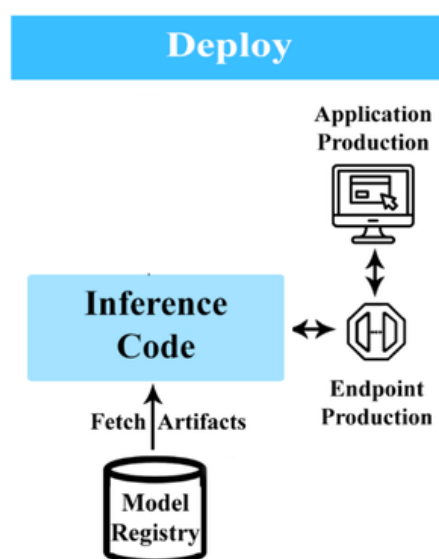 Deploy
Application
Production
Inference
Code
Endpoint
Production
Fetch Artifacts
Model
Registry